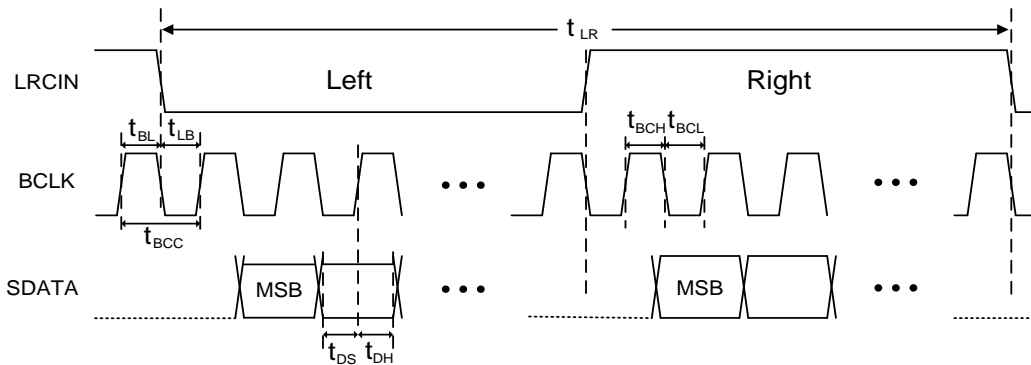 t LR
LRCIN Left Right
t BL t LB t BCH t BCL
BCLK • • • • • •
t BCC
SDATA MSB • • • MSB • • •
t DS t DH